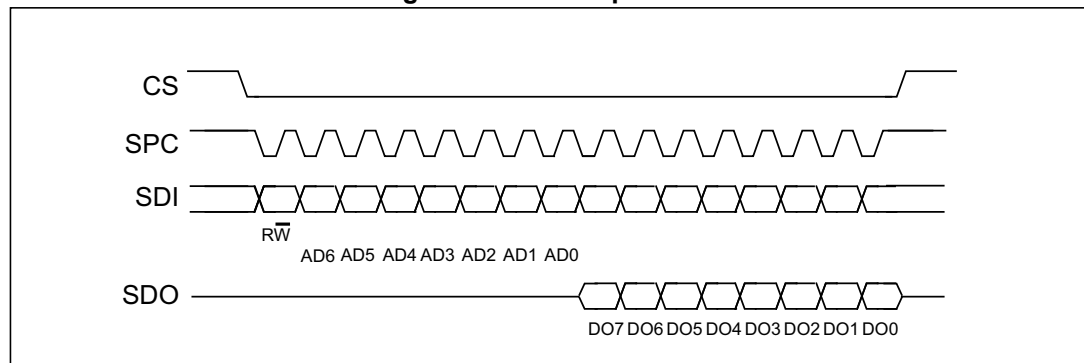 CS
SPC
SDI
RW̅
AD6 AD5 AD4 AD3 AD2 AD1 AD0
SDO
DO7 DO6 DO5 DO4 DO3 DO2 DO1 DO0